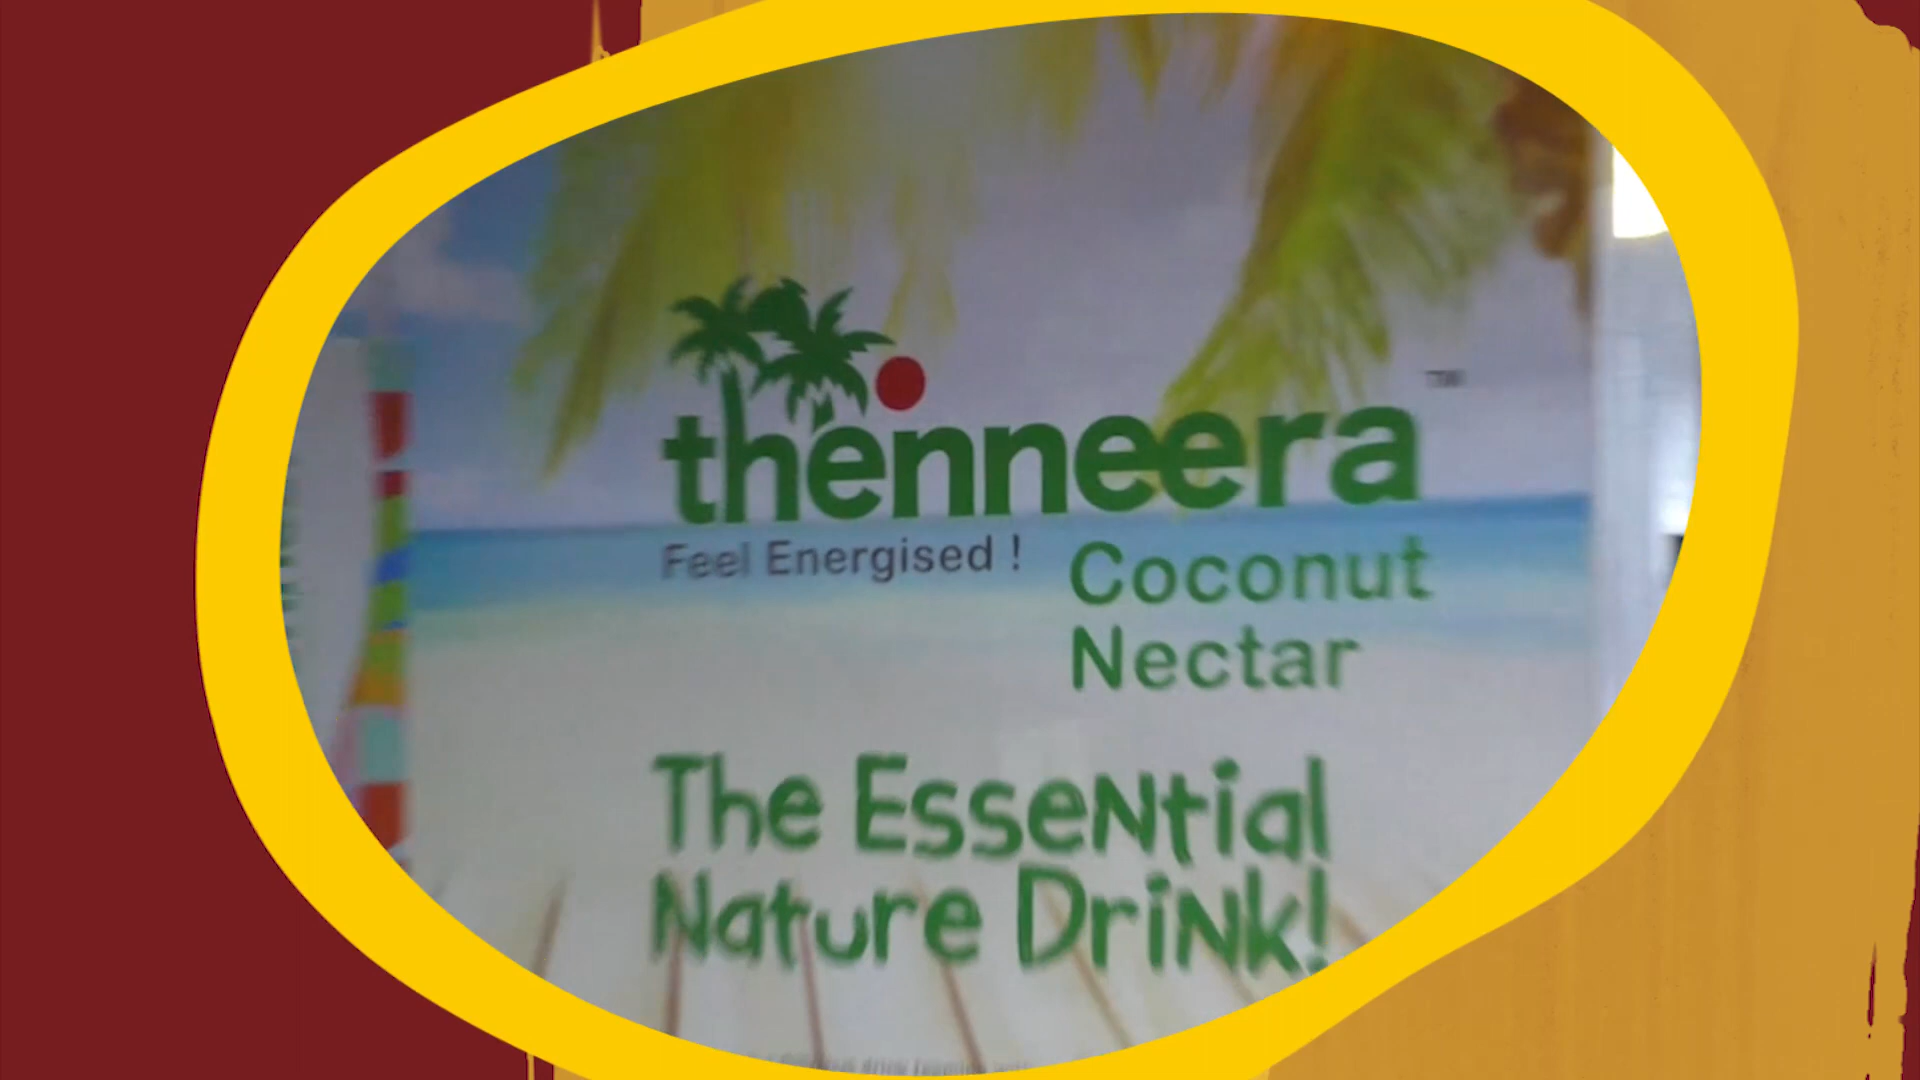 thenneera
TM
Feel Energised !
Coconut
Nectar
The Essential
Nature Drink!